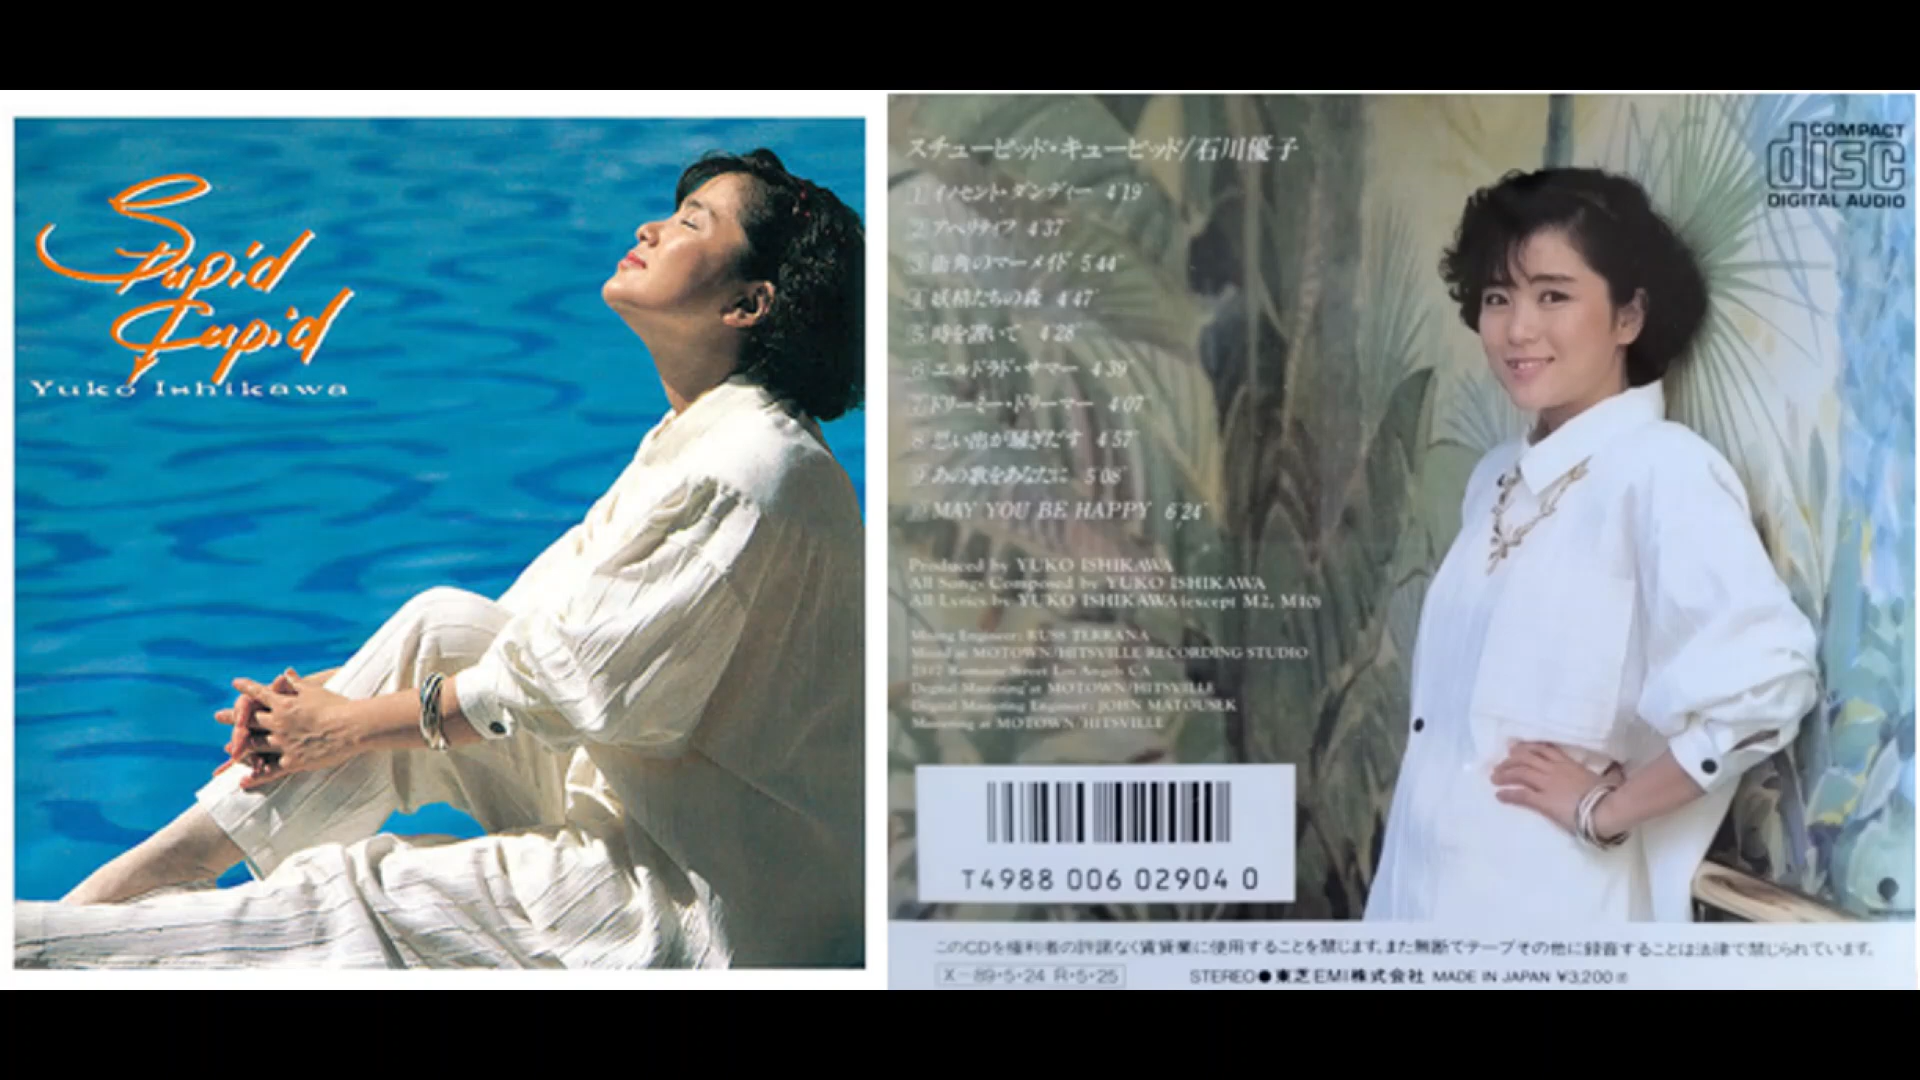 Stupid
Cupid
Yuko Ishikawa
スチューピッド・キューピッド/石川優子
1 イノセント・ダンディー 4'19"
2 アペリティフ 4'37"
3 街角のマーメイド 5'44"
4 妖精たちの森 4'47"
5 時を置いて 4'28"
6 エルドラド・サマー 4'39"
7 ドリーミー・ドリーマー 4'07"
8 思い出が騒ぎだす 4'57"
9 あの歌をあなたに 5'08"
10 MAY YOU BE HAPPY 6'24"
Produced by YUKO ISHIKAWA
All Songs Composed by YUKO ISHIKAWA
All Lyrics by YUKO ISHIKAWA (except M2, M10)
Mixing Engineer: RUSS TERRANA
Mixed at MOTOWN/HITSVILLE RECORDING STUDIO
Romaine Street Los Angels CA
Digital Mastering at MOTOWN/HITSVILLE
Digital Mastering Engineer: JOHN MATOUSEK
Mastering at MOTOWN/HITSVILLE
COMPACT
disc
DIGITAL AUDIO
T4988 006 02904 0
このCDを権利者の許諾なく賃貸業に使用することを禁じます。また無断でテープその他に録音することは法律で禁じられています。
X-89・5・24 R・5・25
STEREO●東芝EMI株式会社 MADE IN JAPAN ¥3,200